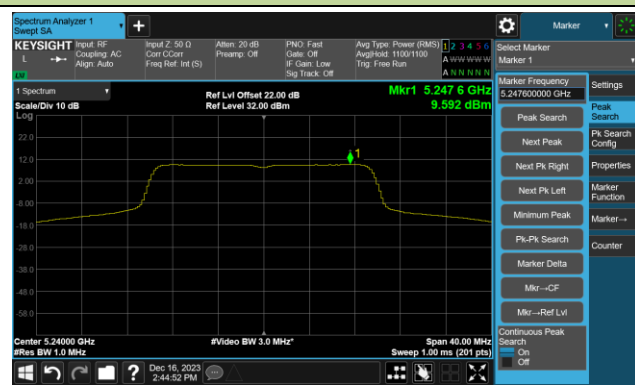 Spectrum Analyzer 1
Swept SA
Marker
KEYSIGHT
L
Input: RF
Coupling: AC
Align: Auto
Input Z: 50 Ω
Corr CCorr
Freq Ref: Int (S)
Atten: 20 dB
Preamp: Off
PNO: Fast
Gate: Off
IF Gain: Low
Sig Track: Off
Avg Type: Power (RMS)
Avg|Hold: 1100/1100
Trig: Free Run
1 2 3 4 5 6
A W W W W W
A N N N N N
LW
Select Marker
Marker 1
1 Spectrum
Scale/Div 10 dB
Ref Lvl Offset 22.00 dB
Ref Level 32.00 dBm
Mkr1 5.247 6 GHz
9.592 dBm
Log
22.0
12.0
2.00
-8.00
-18.0
-28.0
-38.0
-48.0
-58.0
1
Center 5.24000 GHz
#Res BW 1.0 MHz
#Video BW 3.0 MHz*
Span 40.00 MHz
Sweep 1.00 ms (201 pts)
Marker Frequency
5.247600000 GHz
Peak Search
Next Peak
Next Pk Right
Next Pk Left
Minimum Peak
Pk-Pk Search
Marker Delta
Mkr→CF
Mkr→Ref Lvl
Continuous Peak
Search
On
Off
Settings
Peak
Search
Pk Search
Config
Properties
Marker
Function
Marker→
Counter
Dec 16, 2023
2:44:52 PM